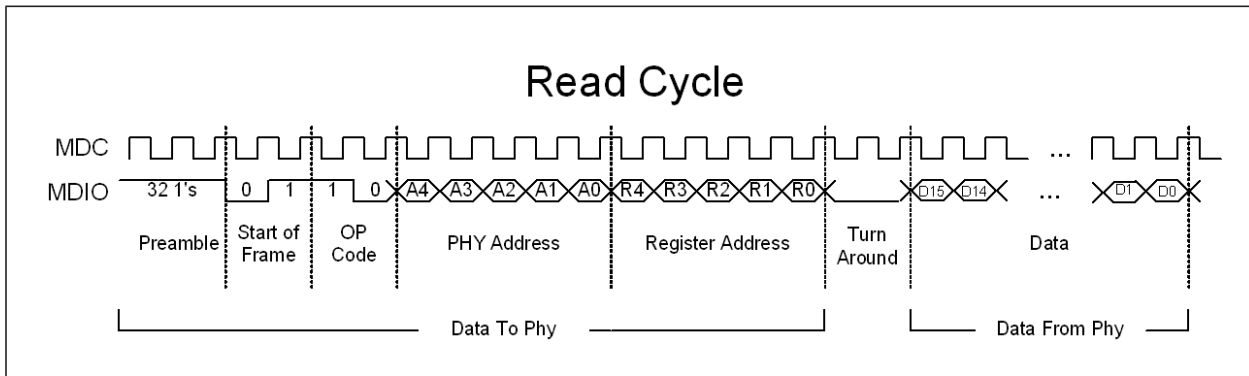 Read Cycle
MDC
...
MDIO
32 1's 0 1 1 0 A4 A3 A2 A1 A0 R4 R3 R2 R1 R0 D15 D14 ... D1 D0
Preamble
Start of
Frame
OP
Code
PHY Address
Register Address
Turn
Around
Data
Data To Phy
Data From Phy